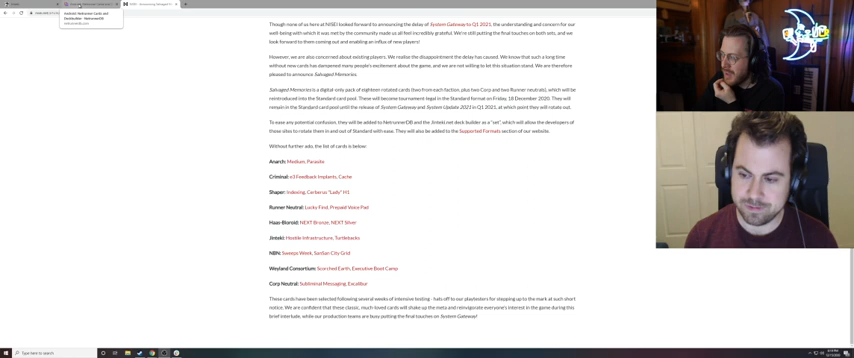 Android: Netrunner Cards and
Deckbuilder · NetrunnerDB
netrunnerdb.com
Though none of us here at NISEI looked forward to announcing the delay of System Gateway to Q1 2021, the understanding and concern for our
well-being with which it was met by the community made us all feel incredibly grateful. We're still putting the final touches on both sets, and we
look forward to them coming out and enabling an influx of new players!
However, we are also concerned about existing players. We realise the disappointment the delay has caused. We know that such a long time
without new cards has dampened many people's excitement about the game, and we are not willing to let this situation stand. We are therefore
pleased to announce Salvaged Memories.
Salvaged Memories is a digital-only pack of eighteen rotated cards (two from each faction, plus two Corp and two Runner neutrals), which will be
reintroduced into the Standard card pool. These will become tournament-legal in the Standard format on Friday, 18 December 2020. They will
remain in the Standard card pool until the release of System Gateway and System Update 2021 in Q1 2021, at which point they will rotate out.
To ease any potential confusion, they will be added to NetrunnerDB and the Jinteki.net deck builder as a "set", which will allow the developers of
these sites to rotate them in and out of Standard with ease. They will also be added to the Supported Formats section of our website.
Without further ado, the list of cards is below:
Anarch: Medium, Parasite
Criminal: e3 Feedback Implants, Cache
Shaper: Indexing, Cerberus "Lady" H1
Runner Neutral: Lucky Find, Prepaid Voice Pad
Haas-Bioroid: NEXT Bronze, NEXT Silver
Jinteki: Hostile Infrastructure, Turtlebacks
NBN: Sweeps Week, SanSan City Grid
Weyland Consortium: Scorched Earth, Executive Boot Camp
Corp Neutral: Subliminal Messaging, Excalibur
These cards have been selected following several weeks of intensive testing - hats off to our playtesters for stepping up to the mark at such short
notice. We are confident that these classic, much-loved cards will shake up the meta and reinvigorate everyone's interest in the game during this
brief interlude, while our production teams are busy putting the final touches on System Gateway!
Type here to search